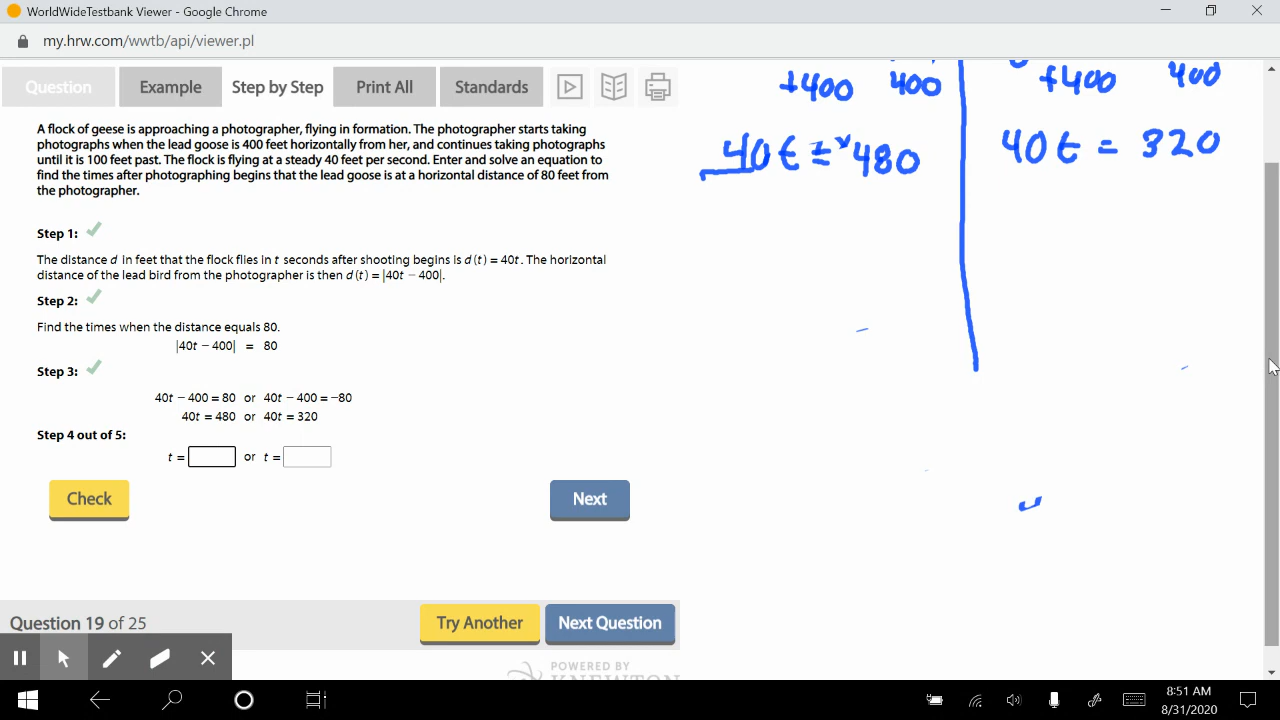 WorldWideTestbank Viewer - Google Chrome
my.hrw.com/wwtb/api/viewer.pl
Question Example Step by Step Print All Standards
A flock of geese is approaching a photographer, flying in formation. The photographer starts taking
photographs when the lead goose is 400 feet horizontally from her, and continues taking photographs
until it is 100 feet past. The flock is flying at a steady 40 feet per second. Enter and solve an equation to
find the times after photographing begins that the lead goose is at a horizontal distance of 80 feet from
the photographer.
Step 1:
The distance d in feet that the flock flies in t seconds after shooting begins is d(t) = 40t. The horizontal
distance of the lead bird from the photographer is then d(t) = |40t − 400|.
Step 2:
Find the times when the distance equals 80.
|40t − 400| = 80
Step 3:
40t − 400 = 80 or 40t − 400 = −80
40t = 480 or 40t = 320
Step 4 out of 5:
t = or t =
Check Next
Question 19 of 25
Try Another Next Question
POWERED BY
+400 400
40t = 480
+400 400
40t = 320
8:51 AM
8/31/2020